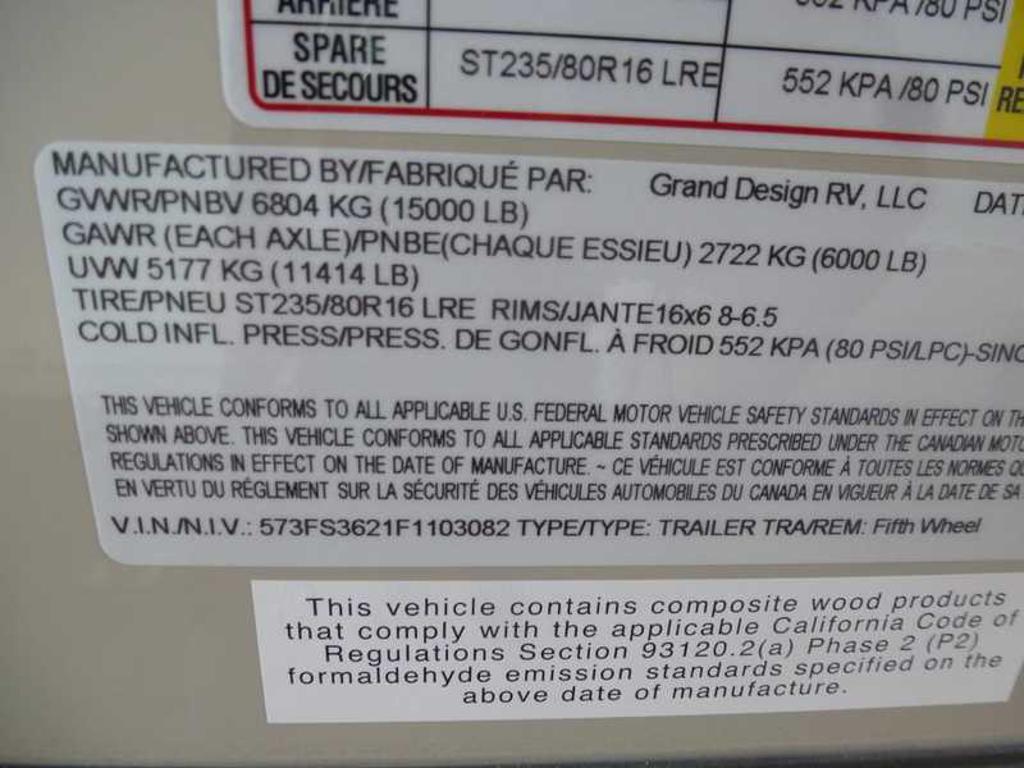 ARRIÈRE
SPARE
DE SECOURS
ST235/80R16 LRE
552 KPA /80 PSI
MANUFACTURED BY/FABRIQUÉ PAR: Grand Design RV, LLC
GVWR/PNBV 6804 KG (15000 LB)
GAWR (EACH AXLE)/PNBE(CHAQUE ESSIEU) 2722 KG (6000 LB)
UVW 5177 KG (11414 LB)
TIRE/PNEU ST235/80R16 LRE RIMS/JANTE16x6 8-6.5
COLD INFL. PRESS/PRESS. DE GONFL. À FROID 552 KPA (80 PSI/LPC)-
THIS VEHICLE CONFORMS TO ALL APPLICABLE U.S. FEDERAL MOTOR VEHICLE SAFETY STANDARDS IN EFFECT ON
SHOWN ABOVE. THIS VEHICLE CONFORMS TO ALL APPLICABLE STANDARDS PRESCRIBED UNDER THE CANADIAN
REGULATIONS IN EFFECT ON THE DATE OF MANUFACTURE. ~ CE VÉHICULE EST CONFORME À TOUTES LES NORMES
EN VERTU DU RÉGLEMENT SUR LA SÉCURITÉ DES VÉHICULES AUTOMOBILES DU CANADA EN VIGUEUR À LA DATE DE SA
V.I.N./N.I.V.: 573FS3621F1103082 TYPE/TYPE: TRAILER TRA/REM: Fifth Wheel
This vehicle contains composite wood products
that comply with the applicable California Code of
Regulations Section 93120.2(a) Phase 2 (P2)
formaldehyde emission standards specified on the
above date of manufacture.